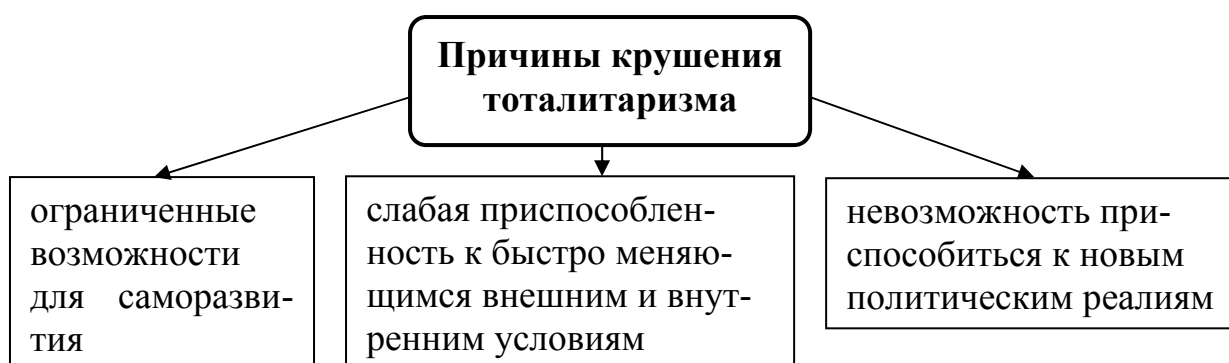 Причины крушения
тоталитаризма
ограниченные
возможности
для саморазви-
тия
слабая приспособлен-
ность к быстро меняю-
щимся внешним и внут-
ренним условиям
невозможность при-
способиться к новым
политическим реалиям